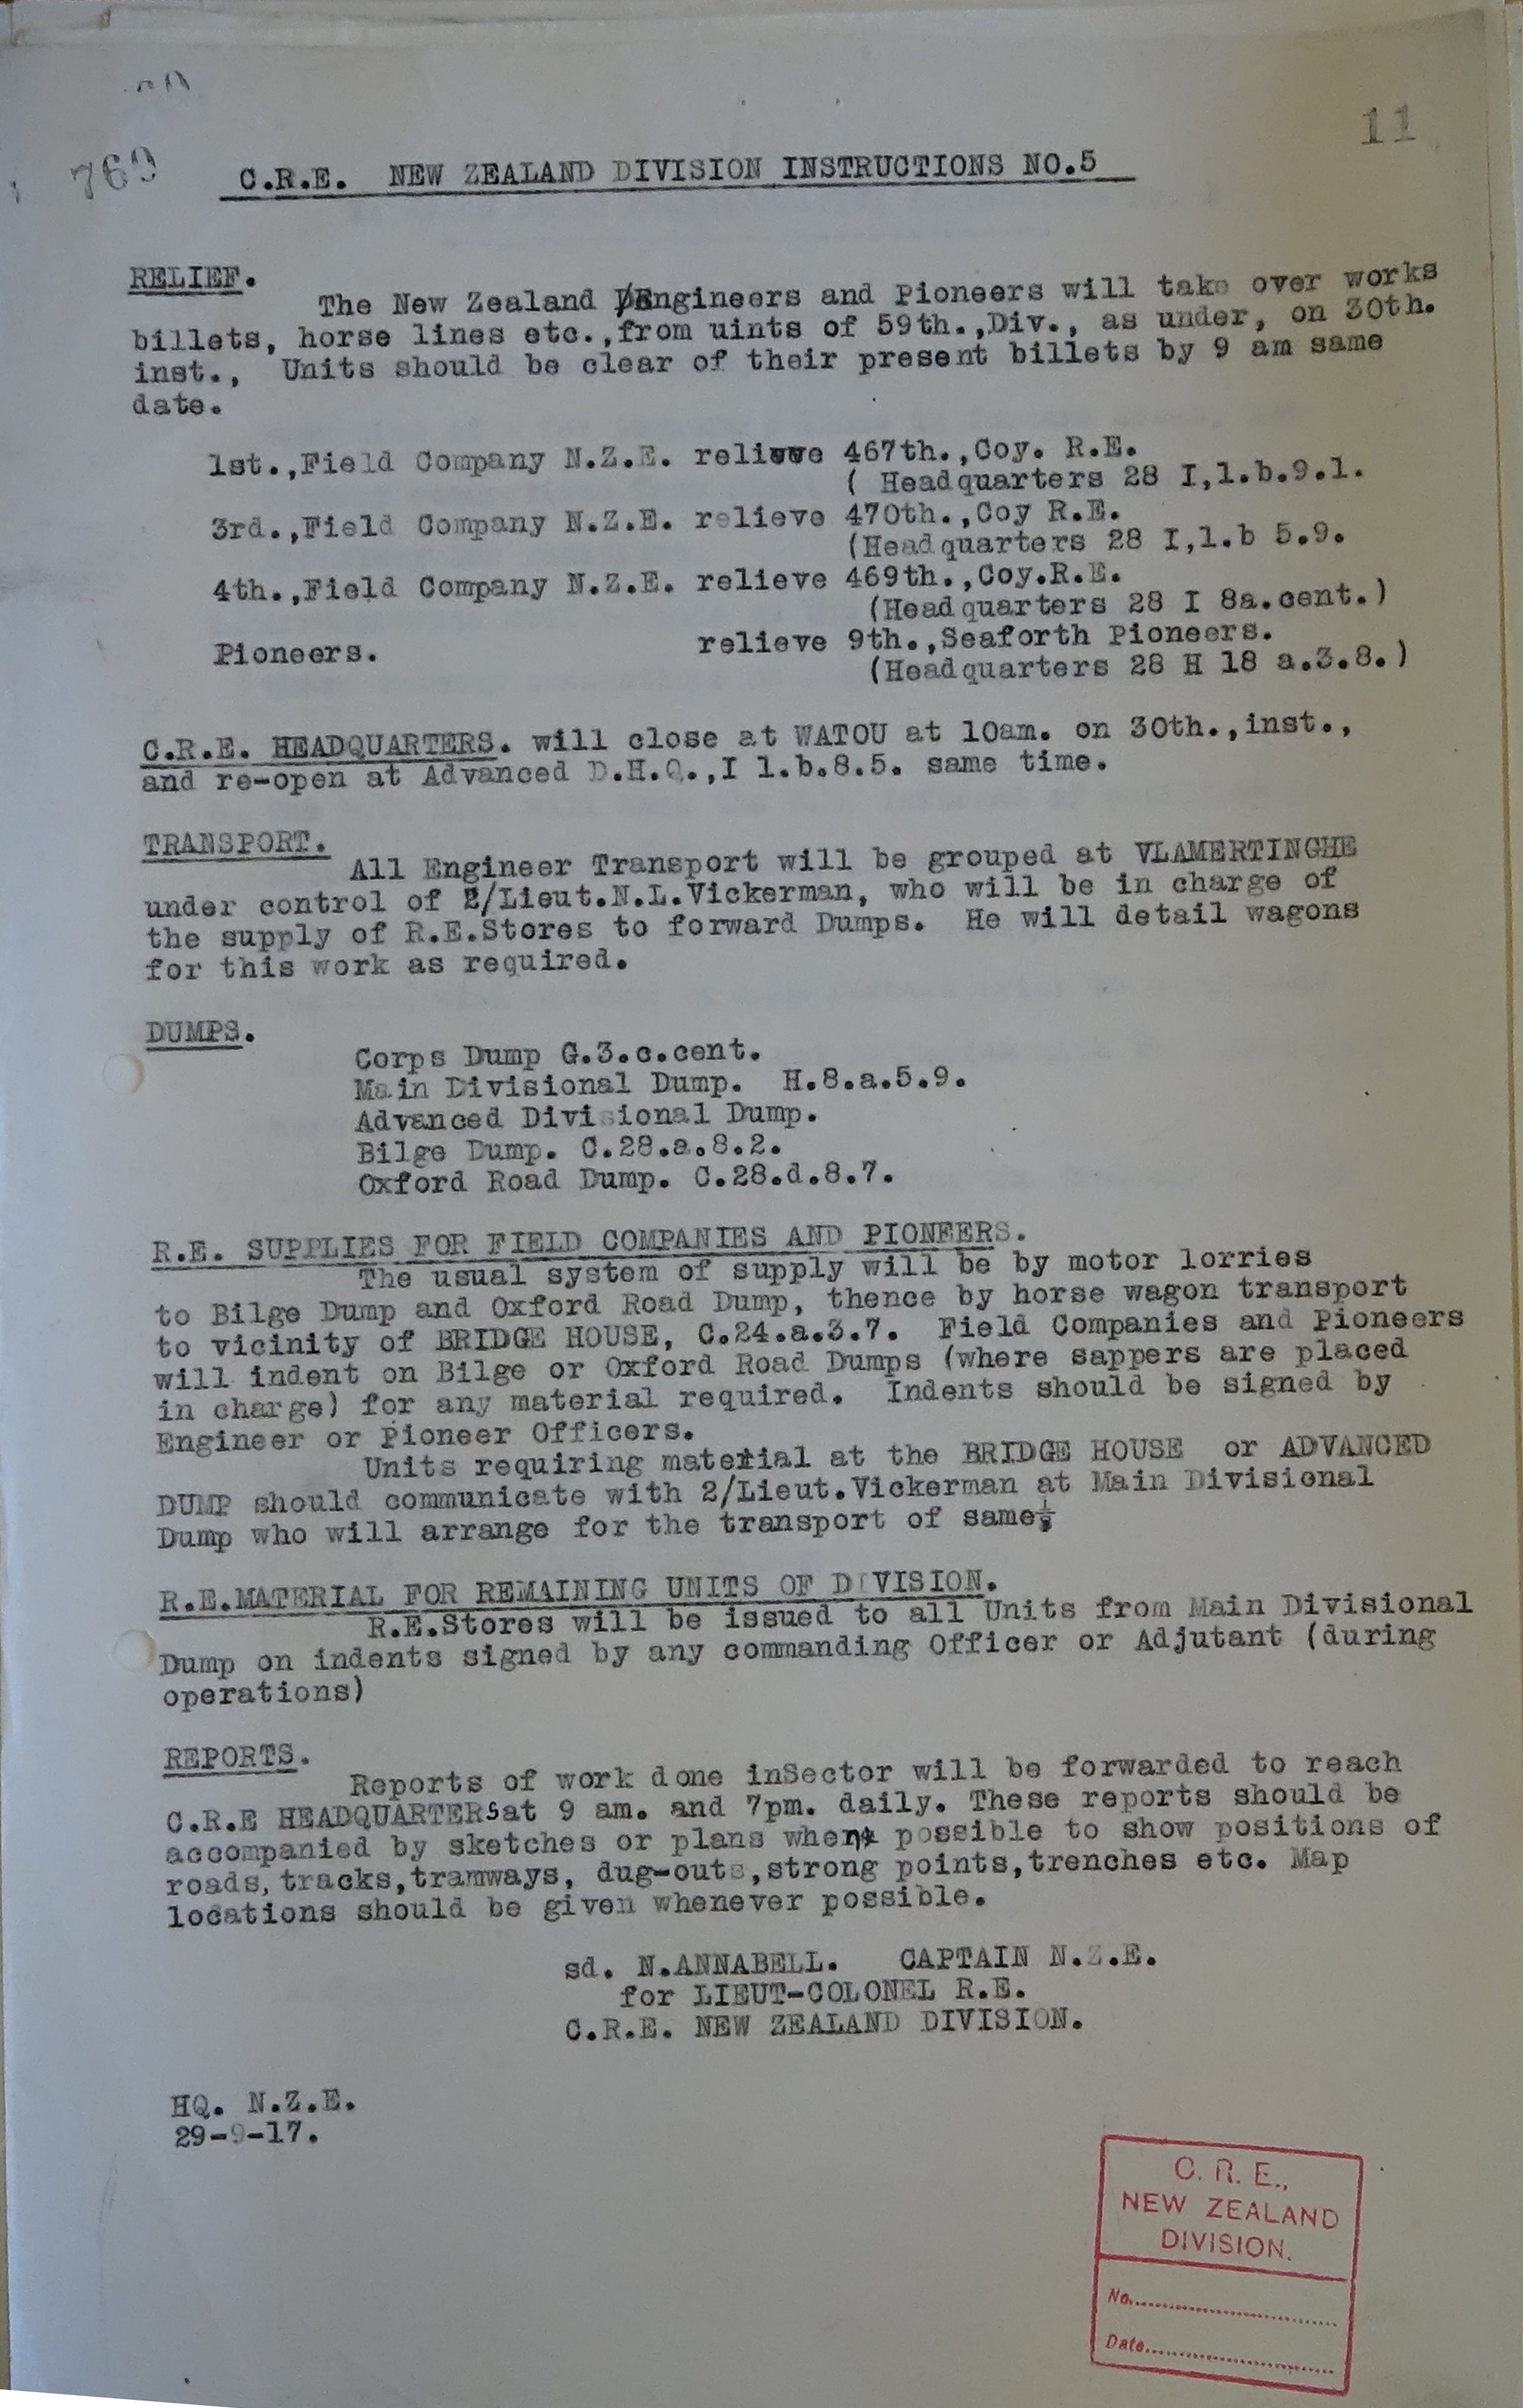 11
769
C.R.E. NEW ZEALAND DIVISION INSTRUCTIONS NO.5
RELIEF.
The New Zealand Engineers and Pioneers will take over works
billets, horse lines etc.,from uints of 59th.,Div., as under, on 30th.
inst., Units should be clear of their present billets by 9 am same
date.
1st.,Field Company N.Z.E. relieve 467th.,Coy. R.E.
( Headquarters 28 I,1.b.9.1.
3rd.,Field Company N.Z.E. relieve 470th.,Coy R.E.
(Headquarters 28 I,1.b 5.9.
4th.,Field Company N.Z.E. relieve 469th.,Coy.R.E.
(Headquarters 28 I 8a.cent.)
Pioneers. relieve 9th.,Seaforth Pioneers.
(Headquarters 28 H 18 a.3.8.)
C.R.E. HEADQUARTERS. will close at WATOU at 10am. on 30th.,inst.,
and re-open at Advanced D.H.Q.,I 1.b.8.5. same time.
TRANSPORT.
All Engineer Transport will be grouped at VLAMERTINGHE
under control of 2/Lieut.N.L.Vickerman, who will be in charge of
the supply of R.E.Stores to forward Dumps. He will detail wagons
for this work as required.
DUMPS.
Corps Dump G.3.c.cent.
Main Divisional Dump. H.8.a.5.9.
Advanced Divisional Dump.
Bilge Dump. C.28.a.8.2.
Oxford Road Dump. C.28.d.8.7.
R.E. SUPPLIES FOR FIELD COMPANIES AND PIONEERS.
The usual system of supply will be by motor lorries
to Bilge Dump and Oxford Road Dump, thence by horse wagon transport
to vicinity of BRIDGE HOUSE, C.24.a.3.7. Field Companies and Pioneers
will indent on Bilge or Oxford Road Dumps (where sappers are placed
in charge) for any material required. Indents should be signed by
Engineer or Pioneer Officers.
Units requiring material at the BRIDGE HOUSE or ADVANCED
DUMP should communicate with 2/Lieut.Vickerman at Main Divisional
Dump who will arrange for the transport of same.
R.E.MATERIAL FOR REMAINING UNITS OF DIVISION.
R.E.Stores will be issued to all Units from Main Divisional
Dump on indents signed by any commanding Officer or Adjutant (during
operations)
REPORTS.
Reports of work done inSector will be forwarded to reach
C.R.E HEADQUARTERSat 9 am. and 7pm. daily. These reports should be
accompanied by sketches or plans when possible to show positions of
roads, tracks,tramways, dug-outs,strong points,trenches etc. Map
locations should be given whenever possible.
sd. N.ANNABELL. CAPTAIN N.Z.E.
for LIEUT-COLONEL R.E.
C.R.E. NEW ZEALAND DIVISION.
HQ. N.Z.E.
29-9-17.
C. R. E.,
NEW ZEALAND
DIVISION.
No.
Date